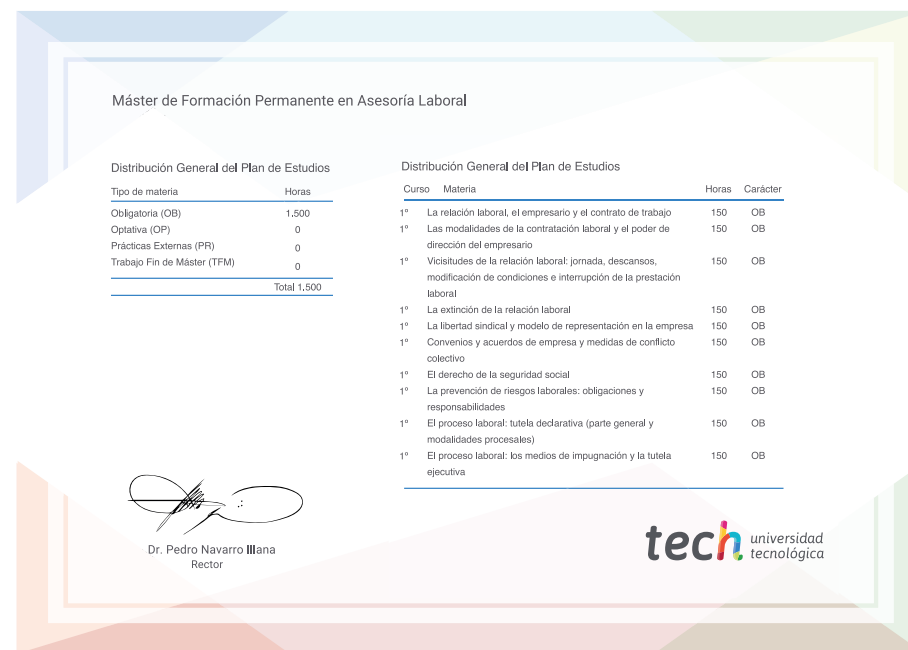 Máster de Formación Permanente en Asesoría Laboral
Distribución General del Plan de Estudios
Tipo de materia Horas
Obligatoria (OB) 1,500
Optativa (OP) 0
Prácticas Externas (PR) 0
Trabajo Fin de Máster (TFM) 0
Total 1,500
Distribución General del Plan de Estudios
Curso Materia Horas Carácter
1º La relación laboral, el empresario y el contrato de trabajo 150 OB
1º Las modalidades de la contratación laboral y el poder de 150 OB
dirección del empresario
1º Vicisitudes de la relación laboral: jornada, descansos, 150 OB
modificación de condiciones e interrupción de la prestación
laboral
1º La extinción de la relación laboral 150 OB
1º La libertad sindical y modelo de representación en la empresa 150 OB
1º Convenios y acuerdos de empresa y medidas de conflicto 150 OB
colectivo
1º El derecho de la seguridad social 150 OB
1º La prevención de riesgos laborales: obligaciones y 150 OB
responsabilidades
1º El proceso laboral: tutela declarativa (parte general y 150 OB
modalidades procesales)
1º El proceso laboral: los medios de impugnación y la tutela 150 OB
ejecutiva
Dr. Pedro Navarro Illana
Rector
tech universidad
tecnológica